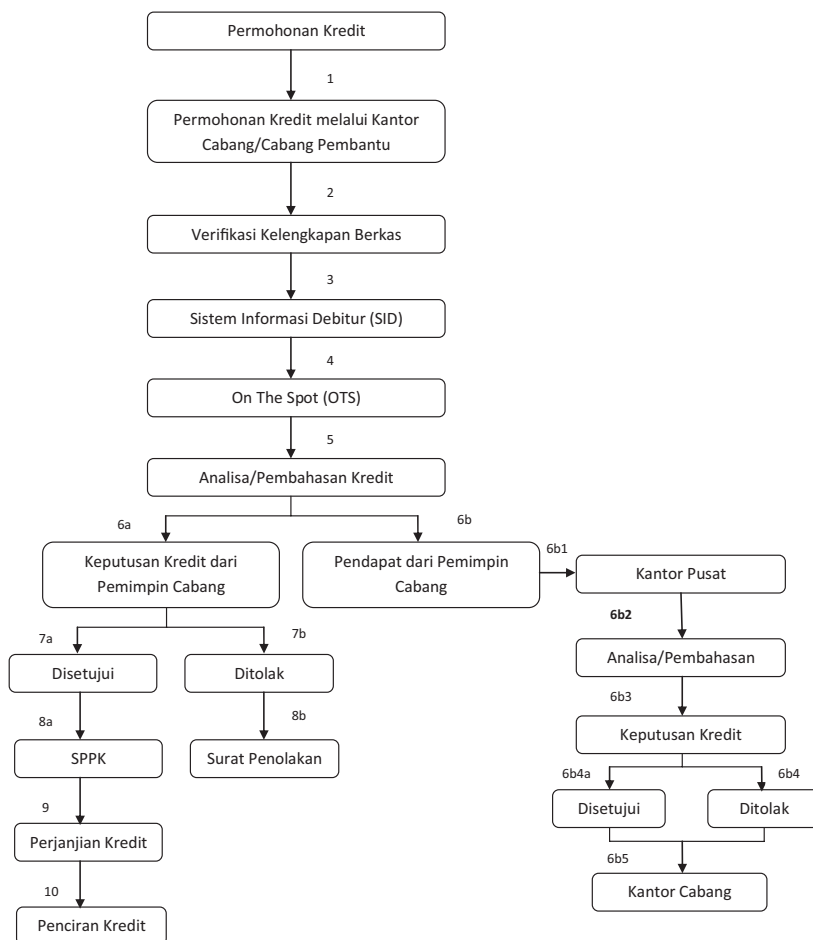 Permohonan Kredit
1
Permohonan Kredit melalui Kantor
Cabang/Cabang Pembantu
2
Verifikasi Kelengkapan Berkas
3
Sistem Informasi Debitur (SID)
4
On The Spot (OTS)
5
Analisa/Pembahasan Kredit
6a
6b
Keputusan Kredit dari
Pemimpin Cabang
Pendapat dari Pemimpin
Cabang
6b1
Kantor Pusat
6b2
Analisa/Pembahasan
6b3
Keputusan Kredit
6b4a
6b4
Disetujui
Ditolak
6b5
Kantor Cabang
7a
7b
Disetujui
Ditolak
8a
8b
SPPK
Surat Penolakan
9
Perjanjian Kredit
10
Penciran Kredit